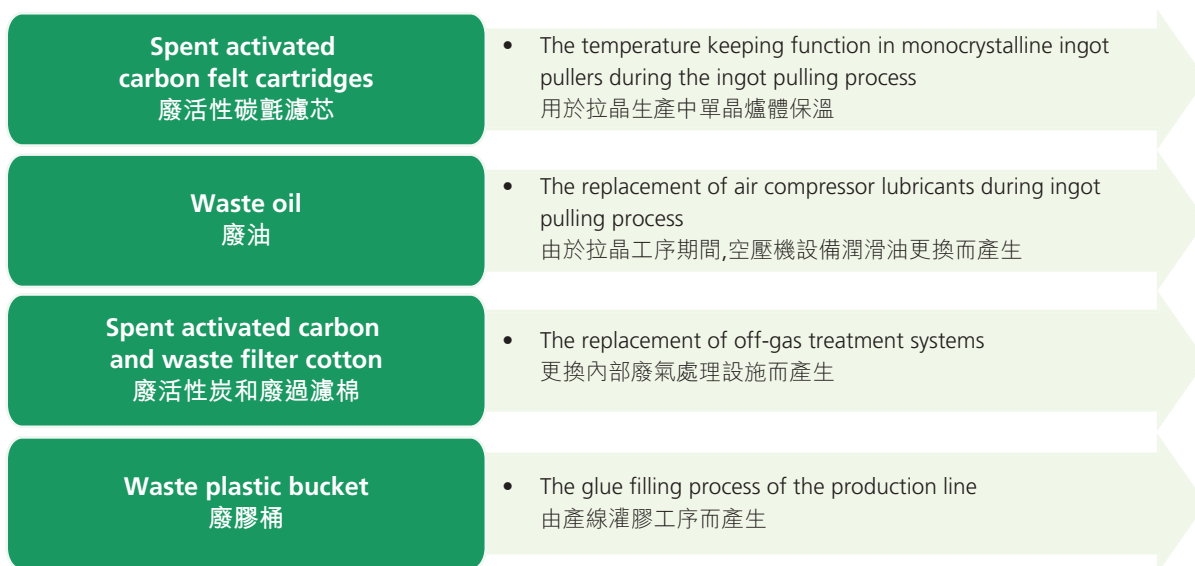 Spent activated
carbon felt cartridges
廢活性碳氈濾芯
• The temperature keeping function in monocrystalline ingot
pullers during the ingot pulling process
用於拉晶生產中單晶爐體保溫
Waste oil
廢油
• The replacement of air compressor lubricants during ingot
pulling process
由於拉晶工序期間,空壓機設備潤滑油更換而產生
Spent activated carbon
and waste filter cotton
廢活性炭和廢過濾棉
• The replacement of off-gas treatment systems
更換內部廢氣處理設施而產生
Waste plastic bucket
廢膠桶
• The glue filling process of the production line
由產線灌膠工序而產生